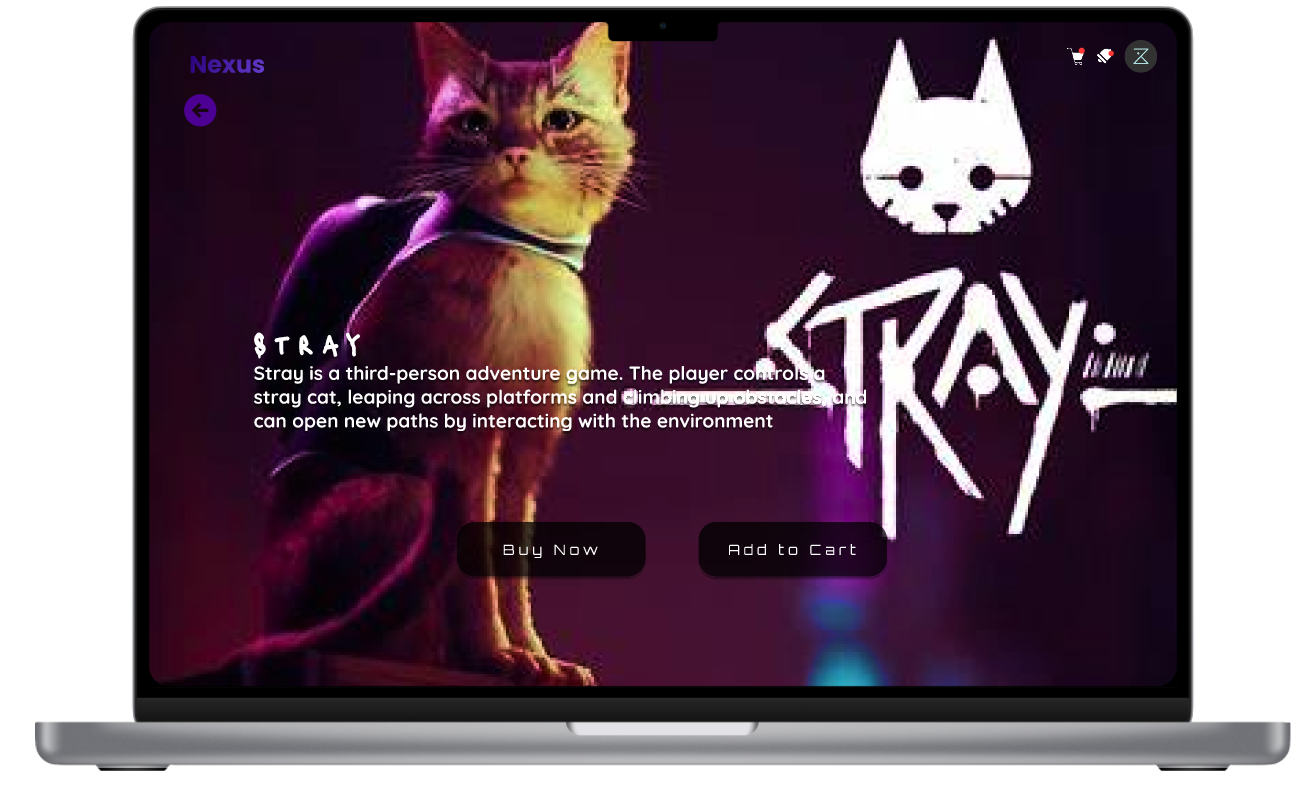 Nexus
STRAY
STRAY
Stray is a third-person adventure game. The player controls a
stray cat, leaping across platforms and climbing up obstacles, and
can open new paths by interacting with the environment
Buy Now
Add to Cart